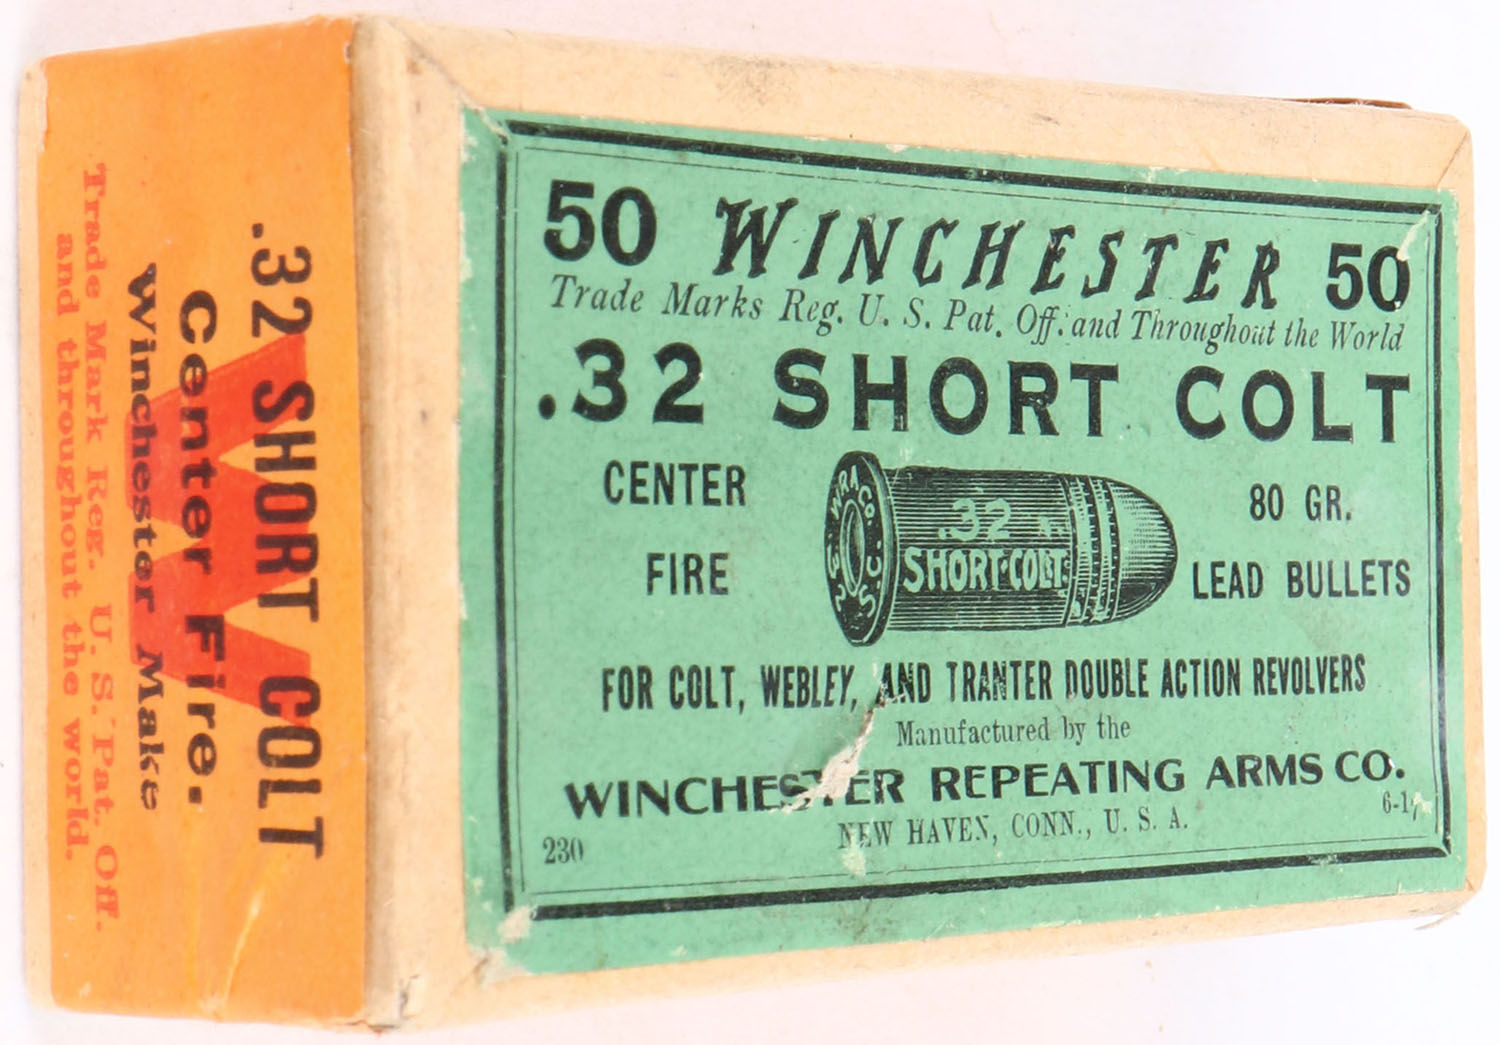 50 WINCHESTER 50
Trade Marks Reg. U. S. Pat. Off. and Throughout the World
.32 SHORT COLT
CENTER
FIRE
W.R.A.CO.
.32 S.C.
.32
SHORT COLT
80 GR.
LEAD BULLETS
FOR COLT, WEBLEY, AND TRANTER DOUBLE ACTION REVOLVERS
Manufactured by the
WINCHESTER REPEATING ARMS CO.
NEW HAVEN, CONN., U. S. A.
230
.32 SHORT COLT
Center Fire.
Winchester Make
W
Trade Mark Reg. U. S. Pat. Off.
and throughout the world.